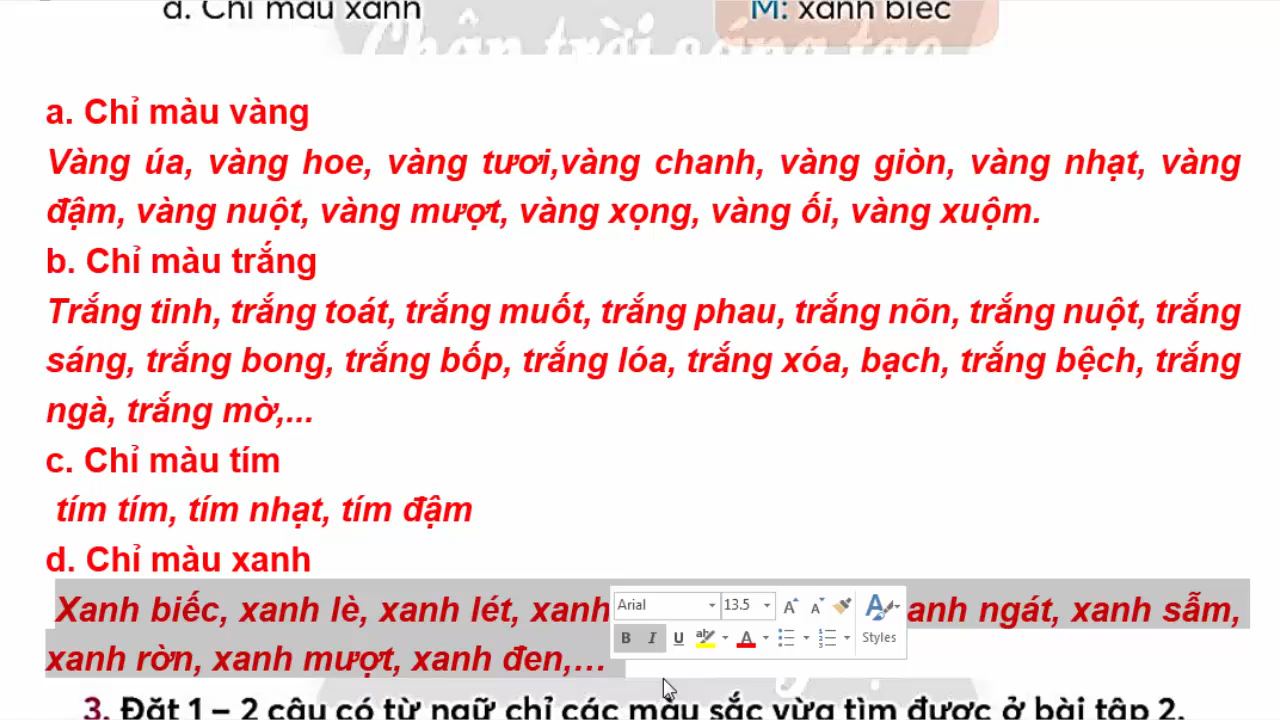 d. Chỉ màu xanh M: xanh biếc
Chân trời sáng tạo
a. Chỉ màu vàng
Vàng úa, vàng hoe, vàng tươi,vàng chanh, vàng giòn, vàng nhạt, vàng
đậm, vàng nuột, vàng mượt, vàng xọng, vàng ối, vàng xuộm.
b. Chỉ màu trắng
Trắng tinh, trắng toát, trắng muốt, trắng phau, trắng nõn, trắng nuột, trắng
sáng, trắng bong, trắng bốp, trắng lóa, trắng xóa, bạch, trắng bệch, trắng
ngà, trắng mờ,...
c. Chỉ màu tím
tím tím, tím nhạt, tím đậm
d. Chỉ màu xanh
Xanh biếc, xanh lè, xanh lét, xanh anh ngát, xanh sẫm,
Arial 13.5
B I U ab A Styles
xanh rờn, xanh mượt, xanh đen,...
3. Đặt 1 – 2 câu có từ ngữ chỉ các mầu sắc vừa tìm được ở bài tập 2.